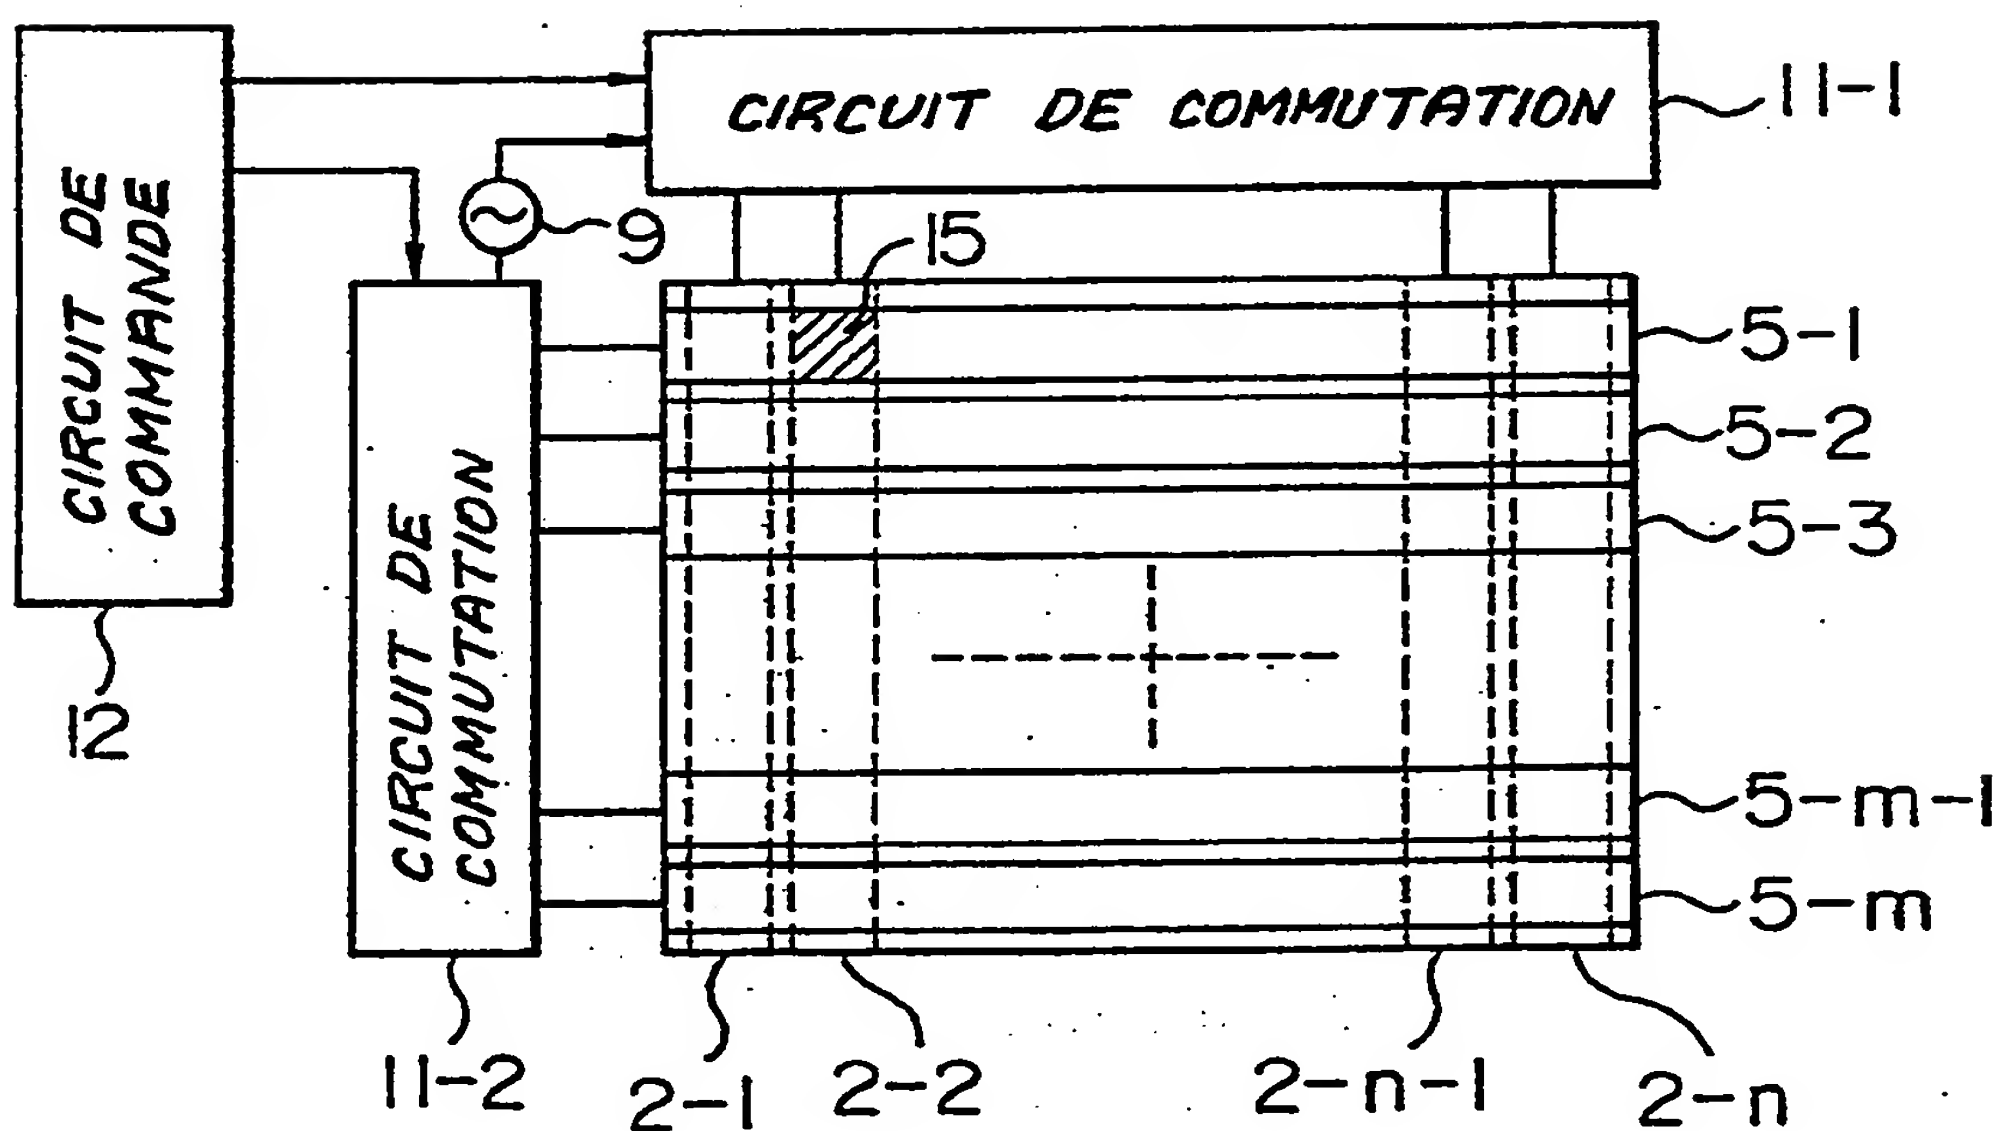 CIRCUIT DE
COMMANDE
CIRCUIT DE COMMUTATION
11-1
9
15
5-1
5-2
5-3
CIRCUIT DE
COMMUTATION
12
5-m-1
5-m
11-2
2-1
2-2
2-n-1
2-n